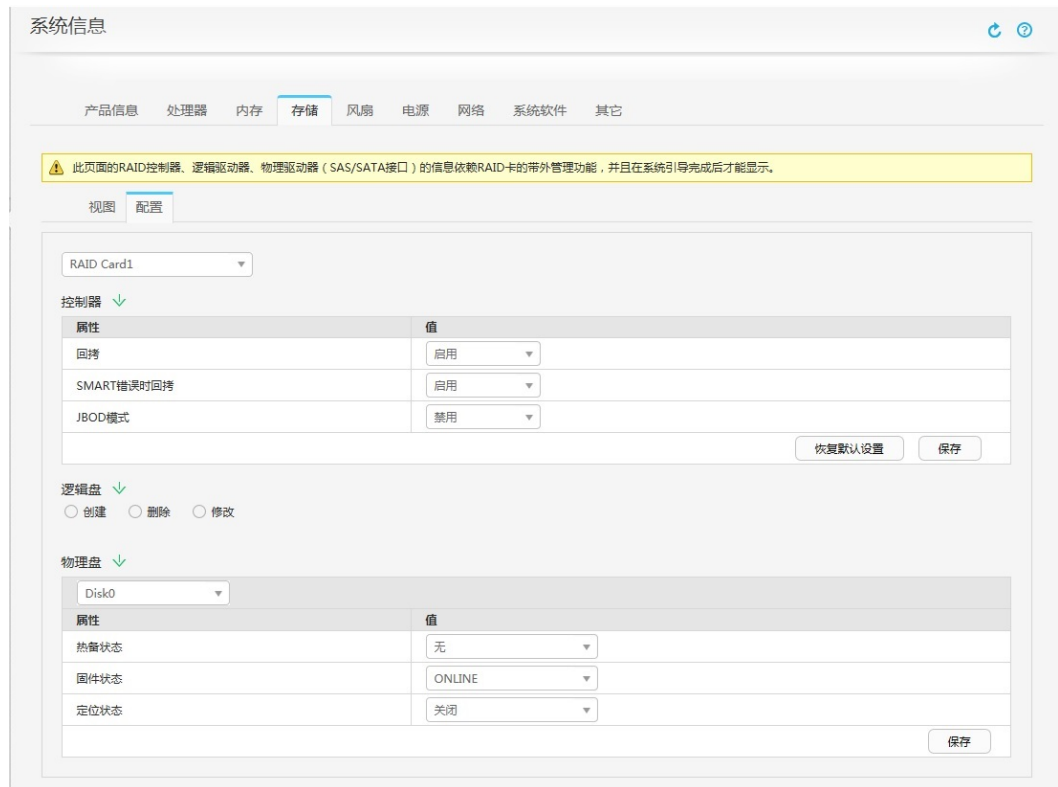 系统信息
产品信息 处理器 内存 存储 风扇 电源 网络 系统软件 其它
此页面的RAID控制器、逻辑驱动器、物理驱动器（SAS/SATA接口）的信息依赖RAID卡的带外管理功能，并且在系统引导完成后才能显示。
视图 配置
RAID Card1
控制器
属性 值
回拷 启用
SMART错误时回拷 启用
JBOD模式 禁用
恢复默认设置 保存
逻辑盘
创建 删除 修改
物理盘
Disk0
属性 值
热备状态 无
固件状态 ONLINE
定位状态 关闭
保存